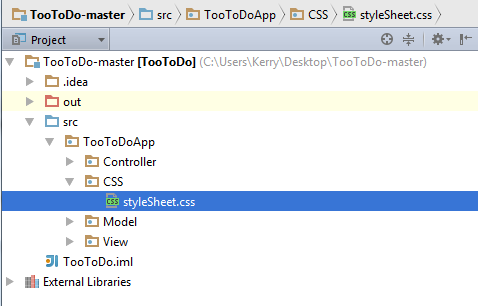 TooToDo-master src TooToDoApp CSS styleSheet.css
Project
TooToDo-master [TooToDo] (C:\Users\Kerry\Desktop\TooToDo-master)
.idea
out
src
TooToDoApp
Controller
CSS
CSS styleSheet.css
Model
View
TooToDo.iml
External Libraries